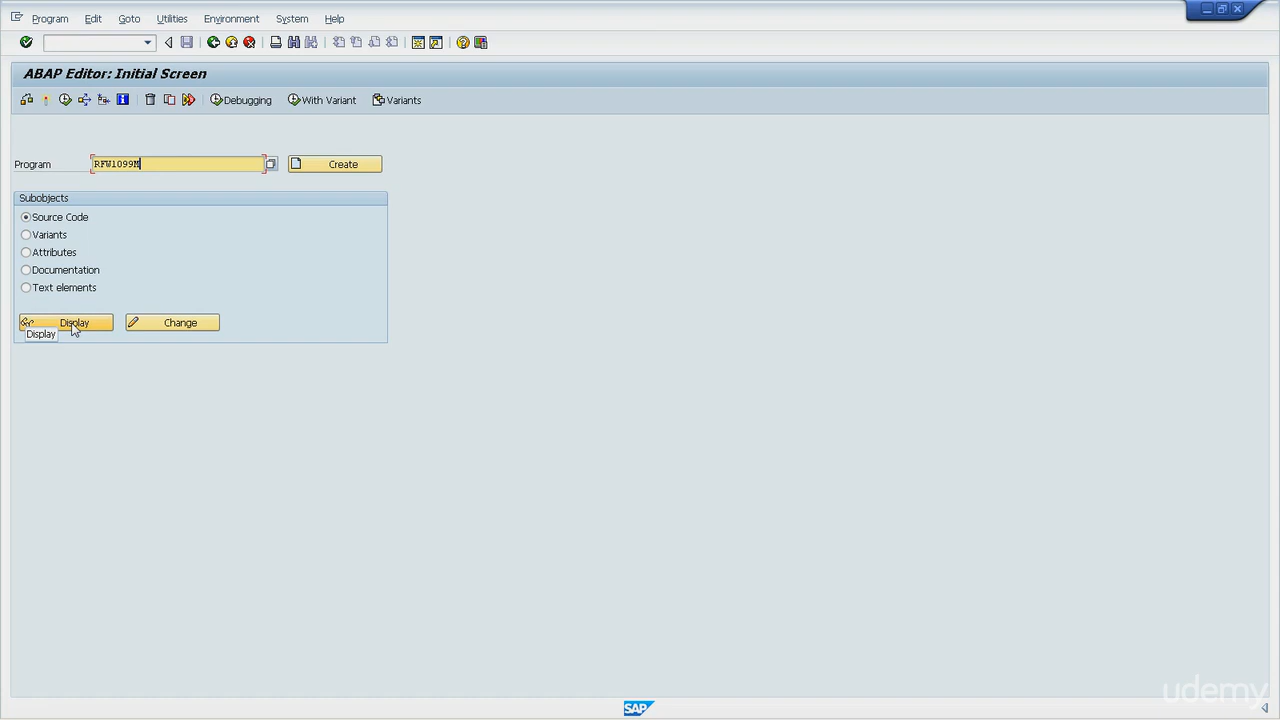 Program Edit Goto Utilities Environment System Help
ABAP Editor: Initial Screen
Debugging With Variant Variants
Program RFW1099M Create
Subobjects
Source Code
Variants
Attributes
Documentation
Text elements
Display Change
Display
SAP
udemy